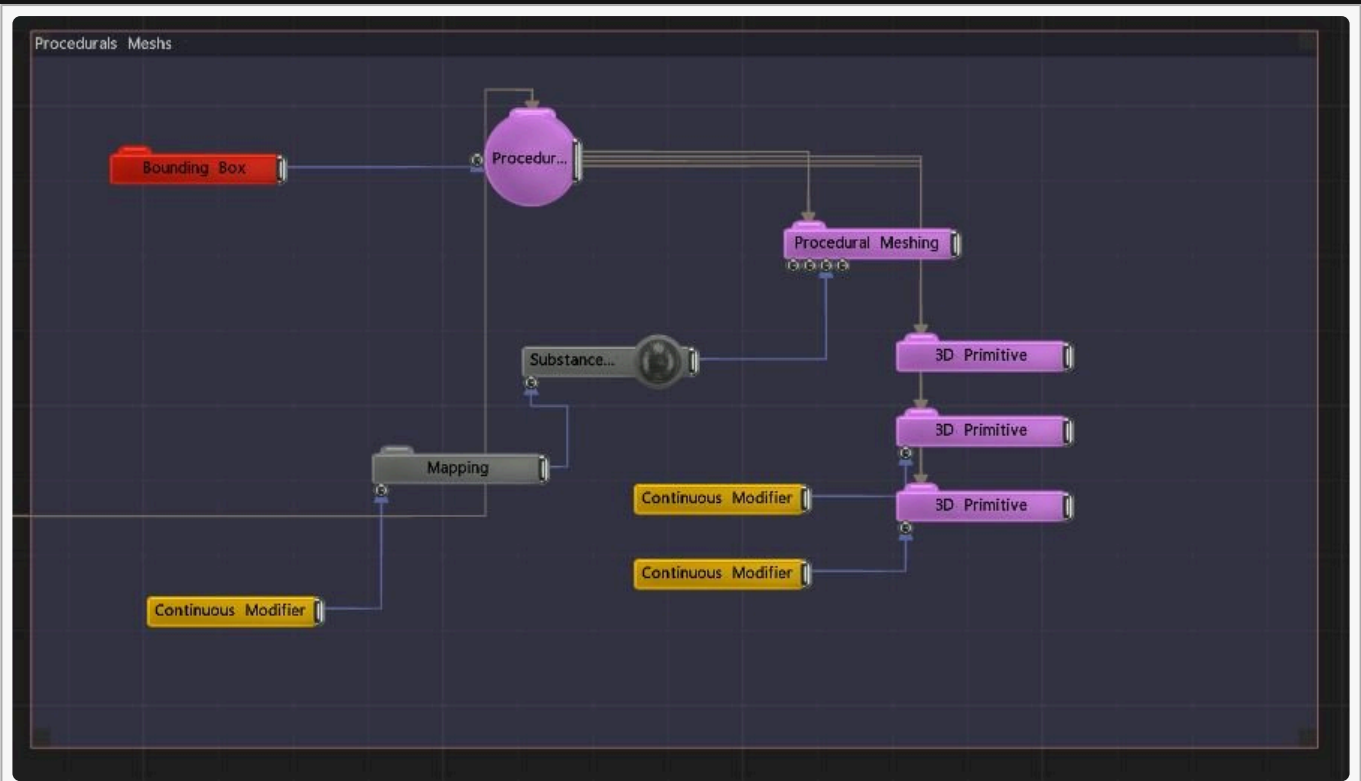 Procedurals Meshs
Bounding Box
Procedur...
Procedural Meshing
Substance...
3D Primitive
3D Primitive
Mapping
Continuous Modifier
3D Primitive
Continuous Modifier
Continuous Modifier